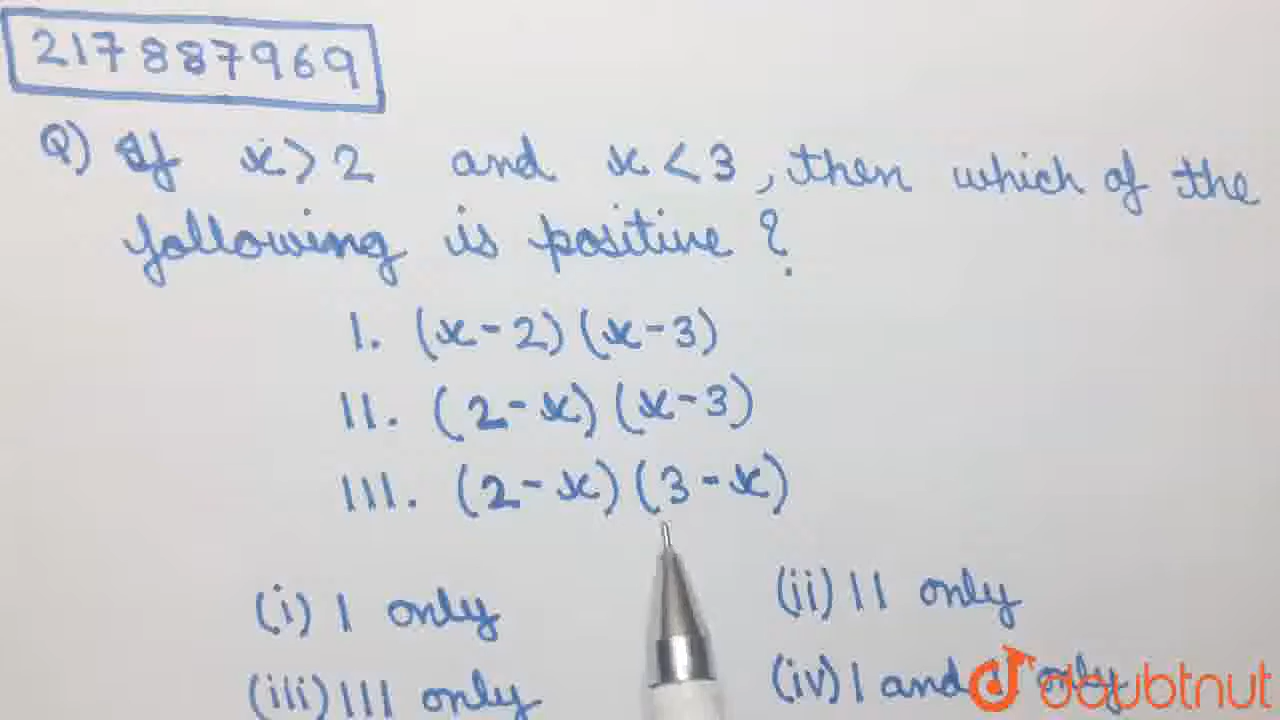 217887969
Q) If x > 2 and x < 3, then which of the
following is positive?
I. (x-2) (x-3)
II. (2-x) (x-3)
III. (2-x) (3-x)
(i) I only (ii) II only
(iii) III only (iv) I and only
doubtnut